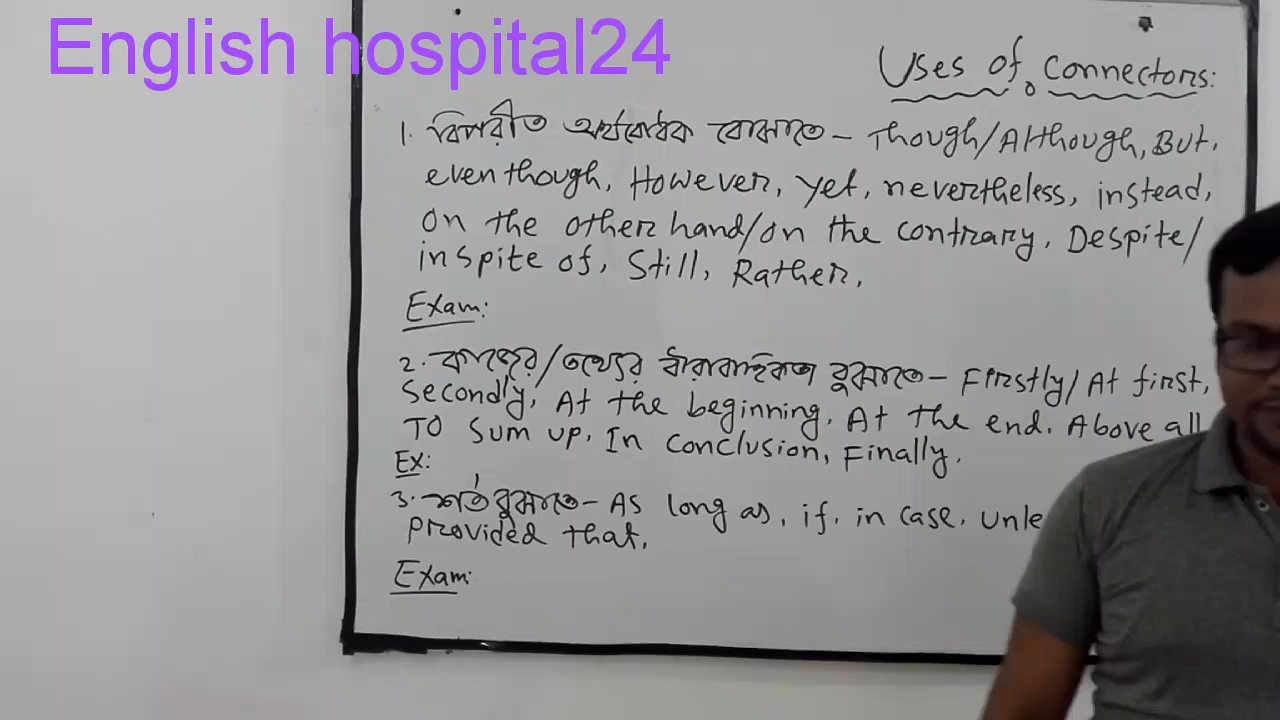 English hospital24
Uses of Connectors:
1. বিপরীত অর্থবোধক বোঝাতে - Though/Although, But,
eventhough, However, yet, nevertheless, instead,
on the other hand/on the contrary, Despite/
inspite of, Still, Rather,
Exam:
2. কাজের/তথ্যের ধারাবাহিকতা বুঝাতে - Firstly/At first,
secondly, At the beginning, At the end, Above all
To sum up, In conclusion, Finally.
Ex:
3. শর্ত বুঝাতে - As long as, if, in case,
provided that,
Exam: